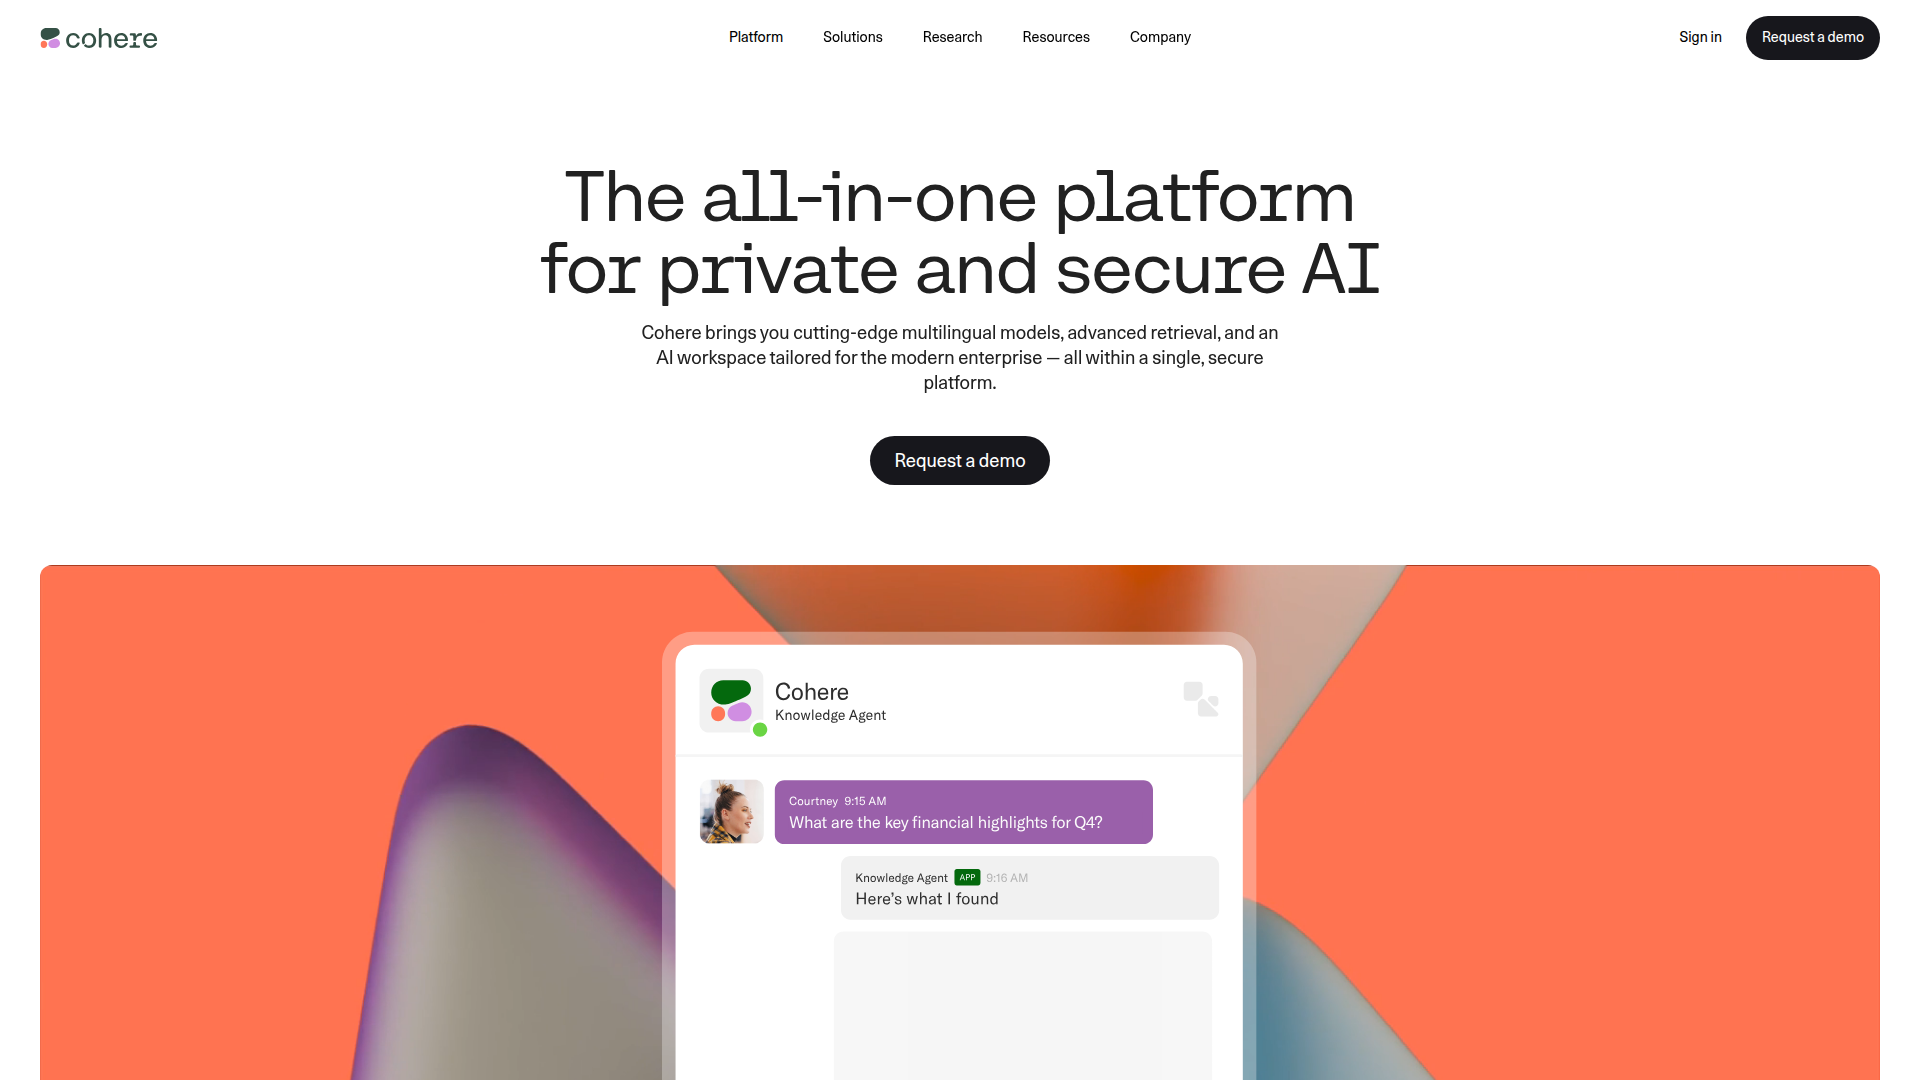 cohere
Platform
Solutions
Research
Resources
Company
Sign in
Request a demo
The all-in-one platform
for private and secure AI
Cohere brings you cutting-edge multilingual models, advanced retrieval, and an
AI workspace tailored for the modern enterprise — all within a single, secure
platform.
Request a demo
Cohere
Knowledge Agent
Courtney 9:15 AM
What are the key financial highlights for Q4?
Knowledge Agent APP 9:16 AM
Here’s what I found